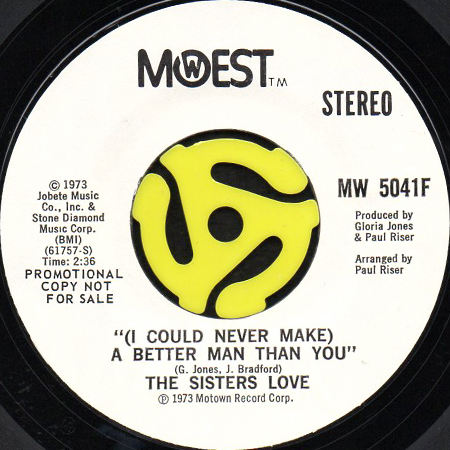 MOWEST TM
STEREO
© 1973
Jobete Music
Co., Inc. &
Stone Diamond
Music Corp.
(BMI)
(61757-S)
Time: 2:36
PROMOTIONAL
COPY NOT
FOR SALE
MW 5041F
Produced by
Gloria Jones
& Paul Riser
Arranged by
Paul Riser
"(I COULD NEVER MAKE)
A BETTER MAN THAN YOU"
(G. Jones, J. Bradford)
THE SISTERS LOVE
℗ 1973 Motown Record Corp.